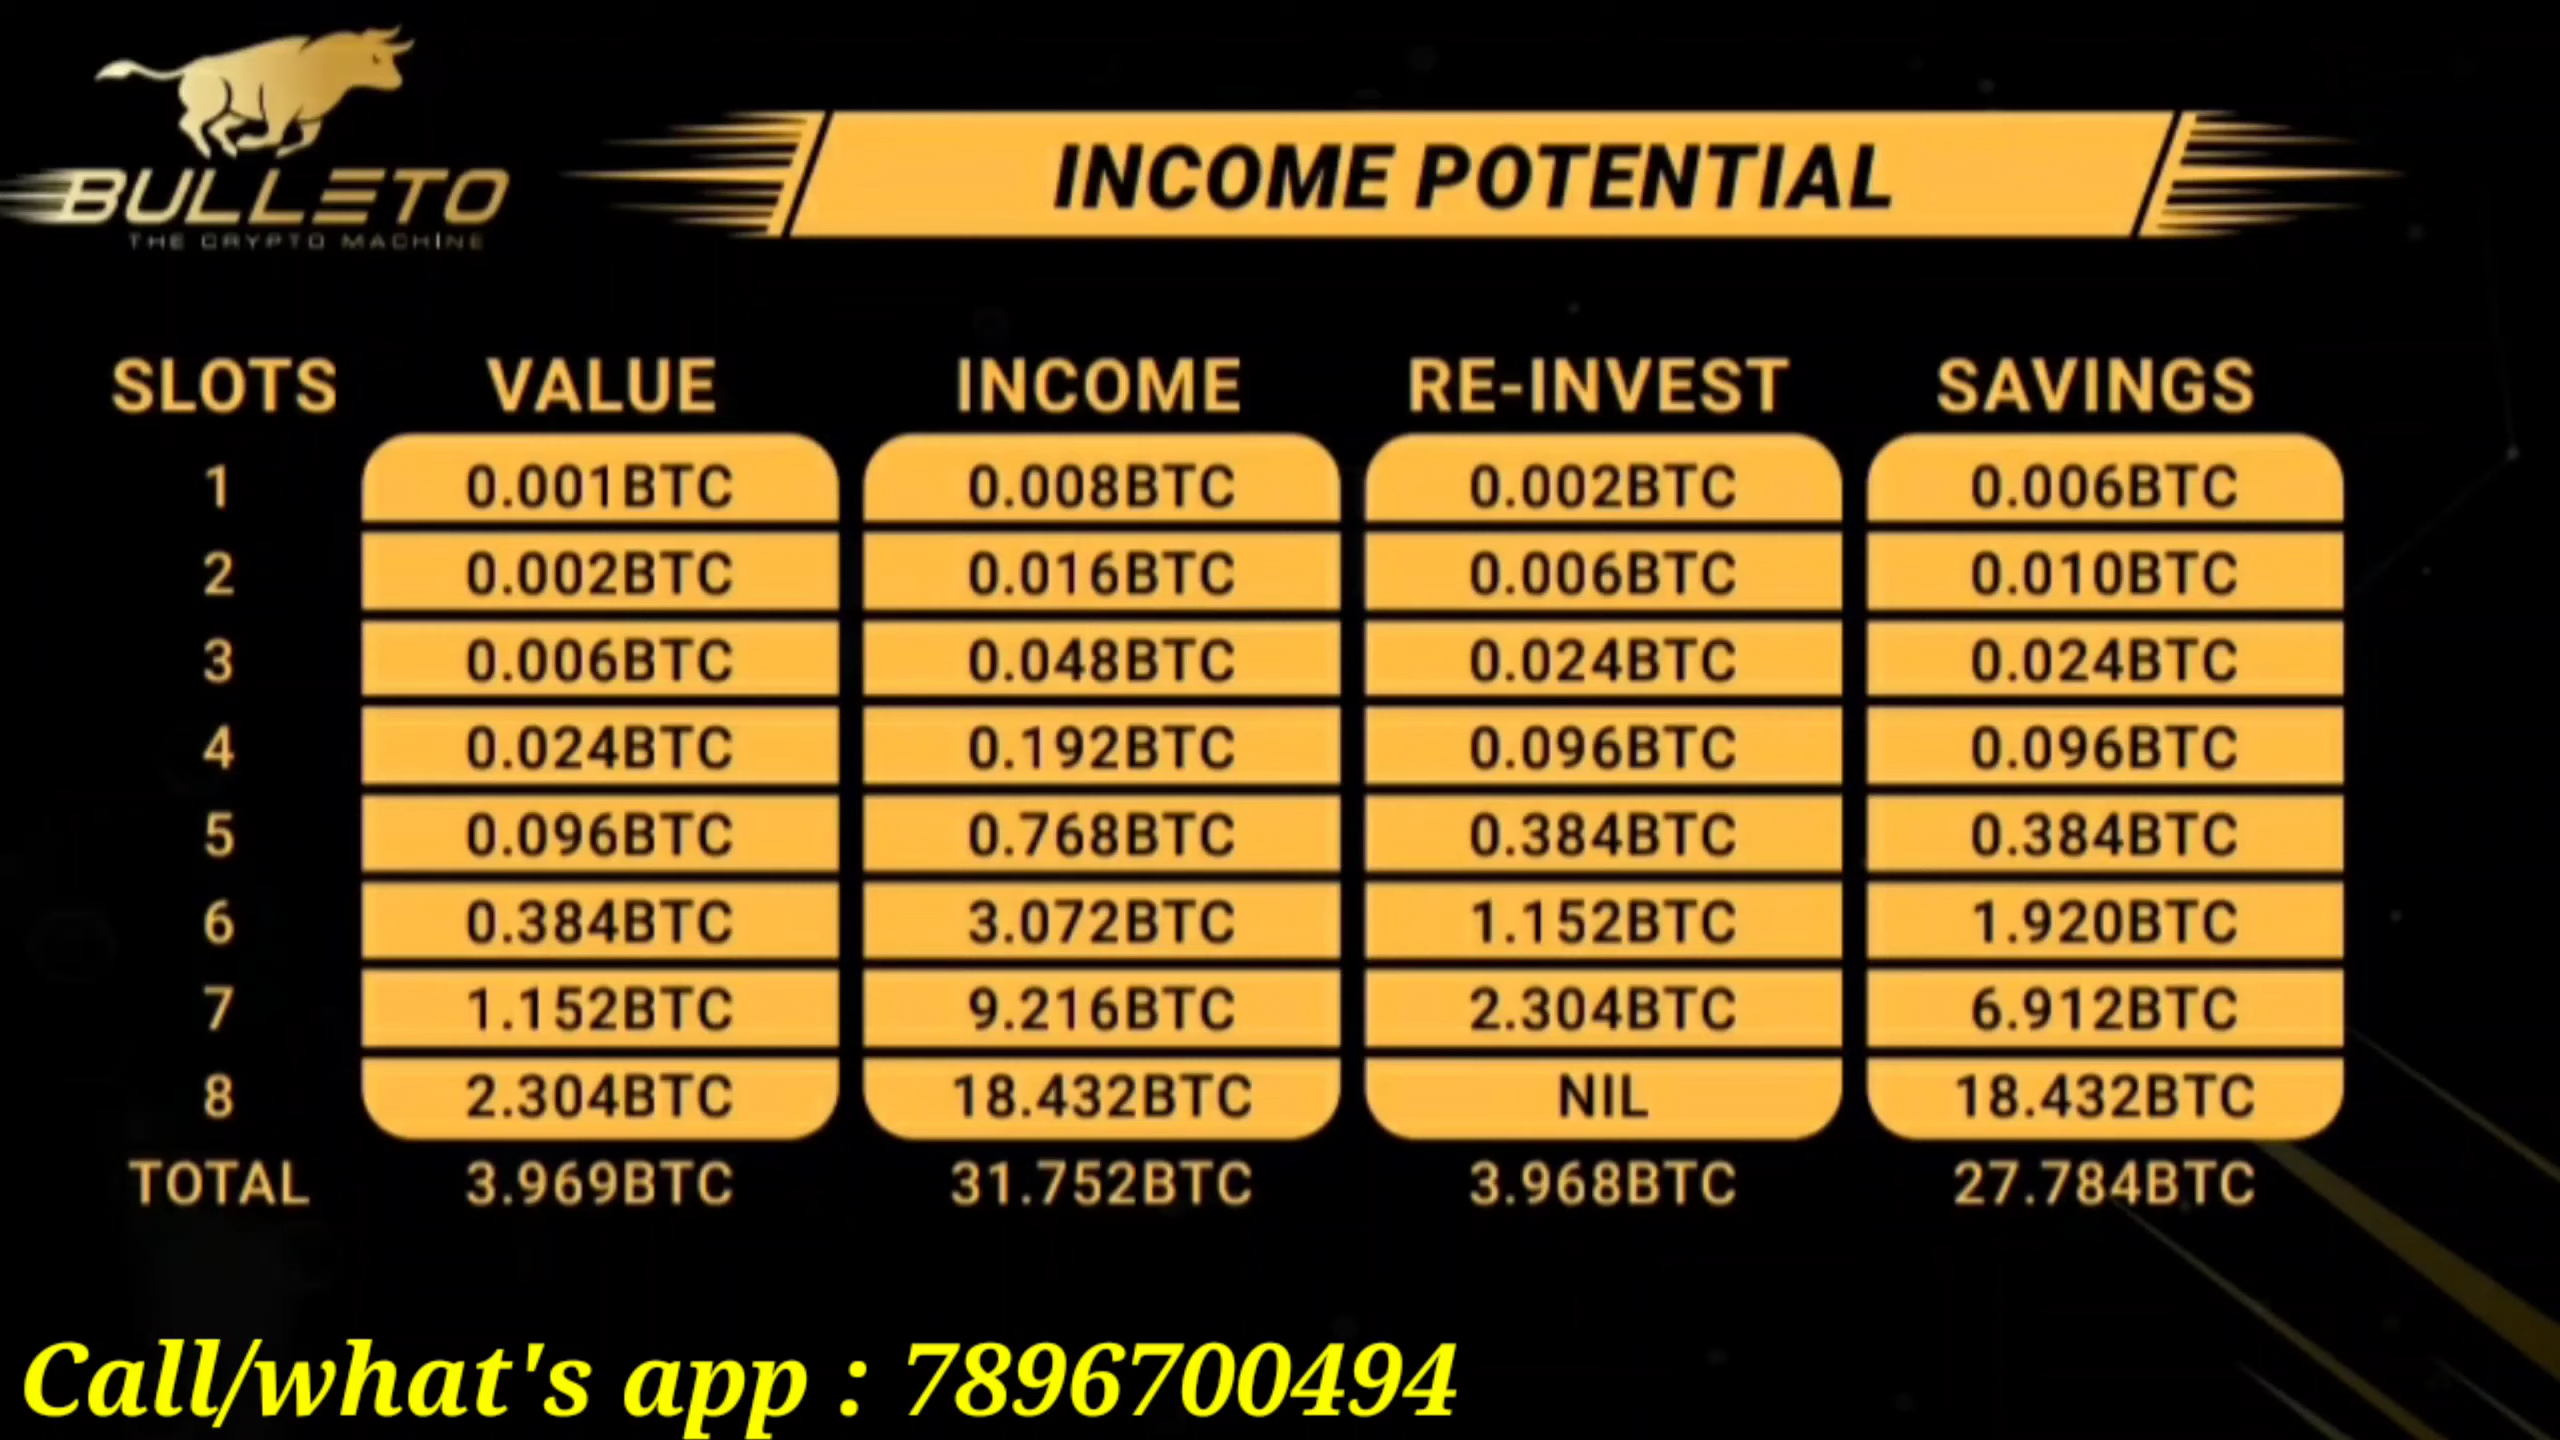 BULLETO
THE CRYPTO MACHINE
INCOME POTENTIAL
SLOTS VALUE INCOME RE-INVEST SAVINGS
1 0.001BTC 0.008BTC 0.002BTC 0.006BTC
2 0.002BTC 0.016BTC 0.006BTC 0.010BTC
3 0.006BTC 0.048BTC 0.024BTC 0.024BTC
4 0.024BTC 0.192BTC 0.096BTC 0.096BTC
5 0.096BTC 0.768BTC 0.384BTC 0.384BTC
6 0.384BTC 3.072BTC 1.152BTC 1.920BTC
7 1.152BTC 9.216BTC 2.304BTC 6.912BTC
8 2.304BTC 18.432BTC NIL 18.432BTC
TOTAL 3.969BTC 31.752BTC 3.968BTC 27.784BTC
Call/what's app : 7896700494